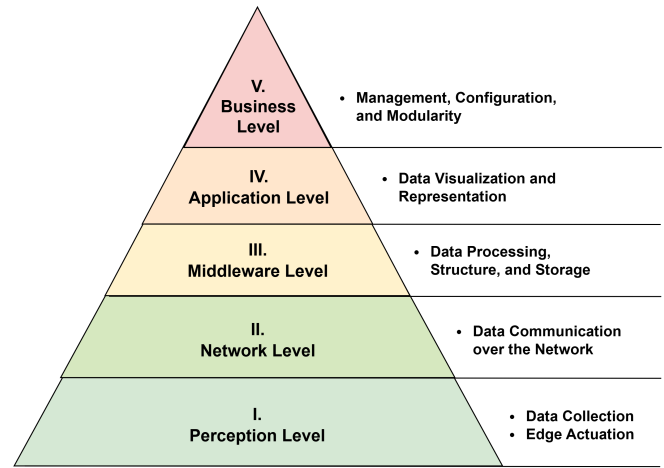 V.
Business
Level
• Management, Configuration,
and Modularity
IV.
Application Level
• Data Visualization and
Representation
III.
Middleware Level
• Data Processing,
Structure, and Storage
II.
Network Level
• Data Communication
over the Network
I.
Perception Level
• Data Collection
• Edge Actuation